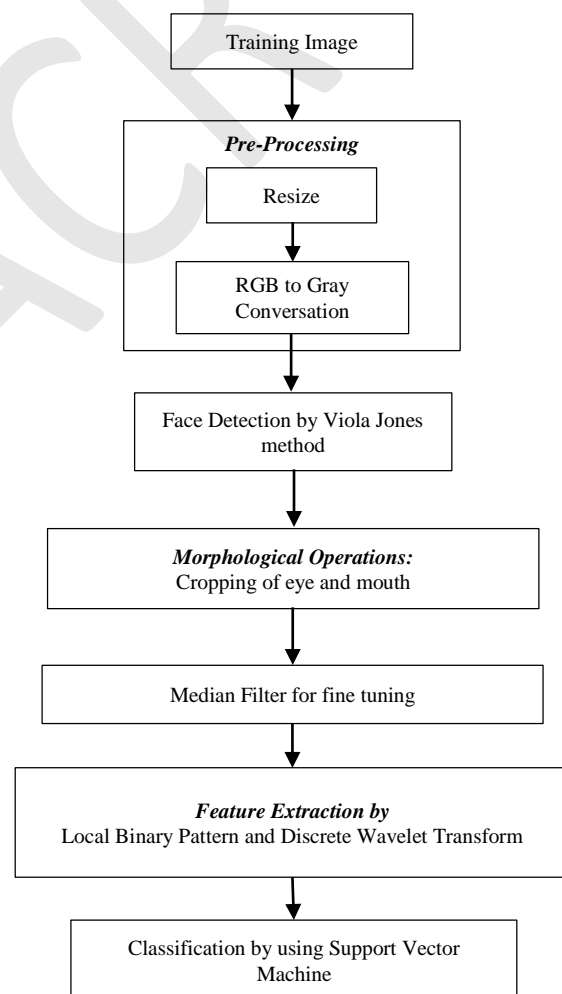 Training Image
Pre-Processing
Resize
RGB to Gray
Conversation
Face Detection by Viola Jones
method
Morphological Operations:
Cropping of eye and mouth
Median Filter for fine tuning
Feature Extraction by
Local Binary Pattern and Discrete Wavelet Transform
Classification by using Support Vector
Machine